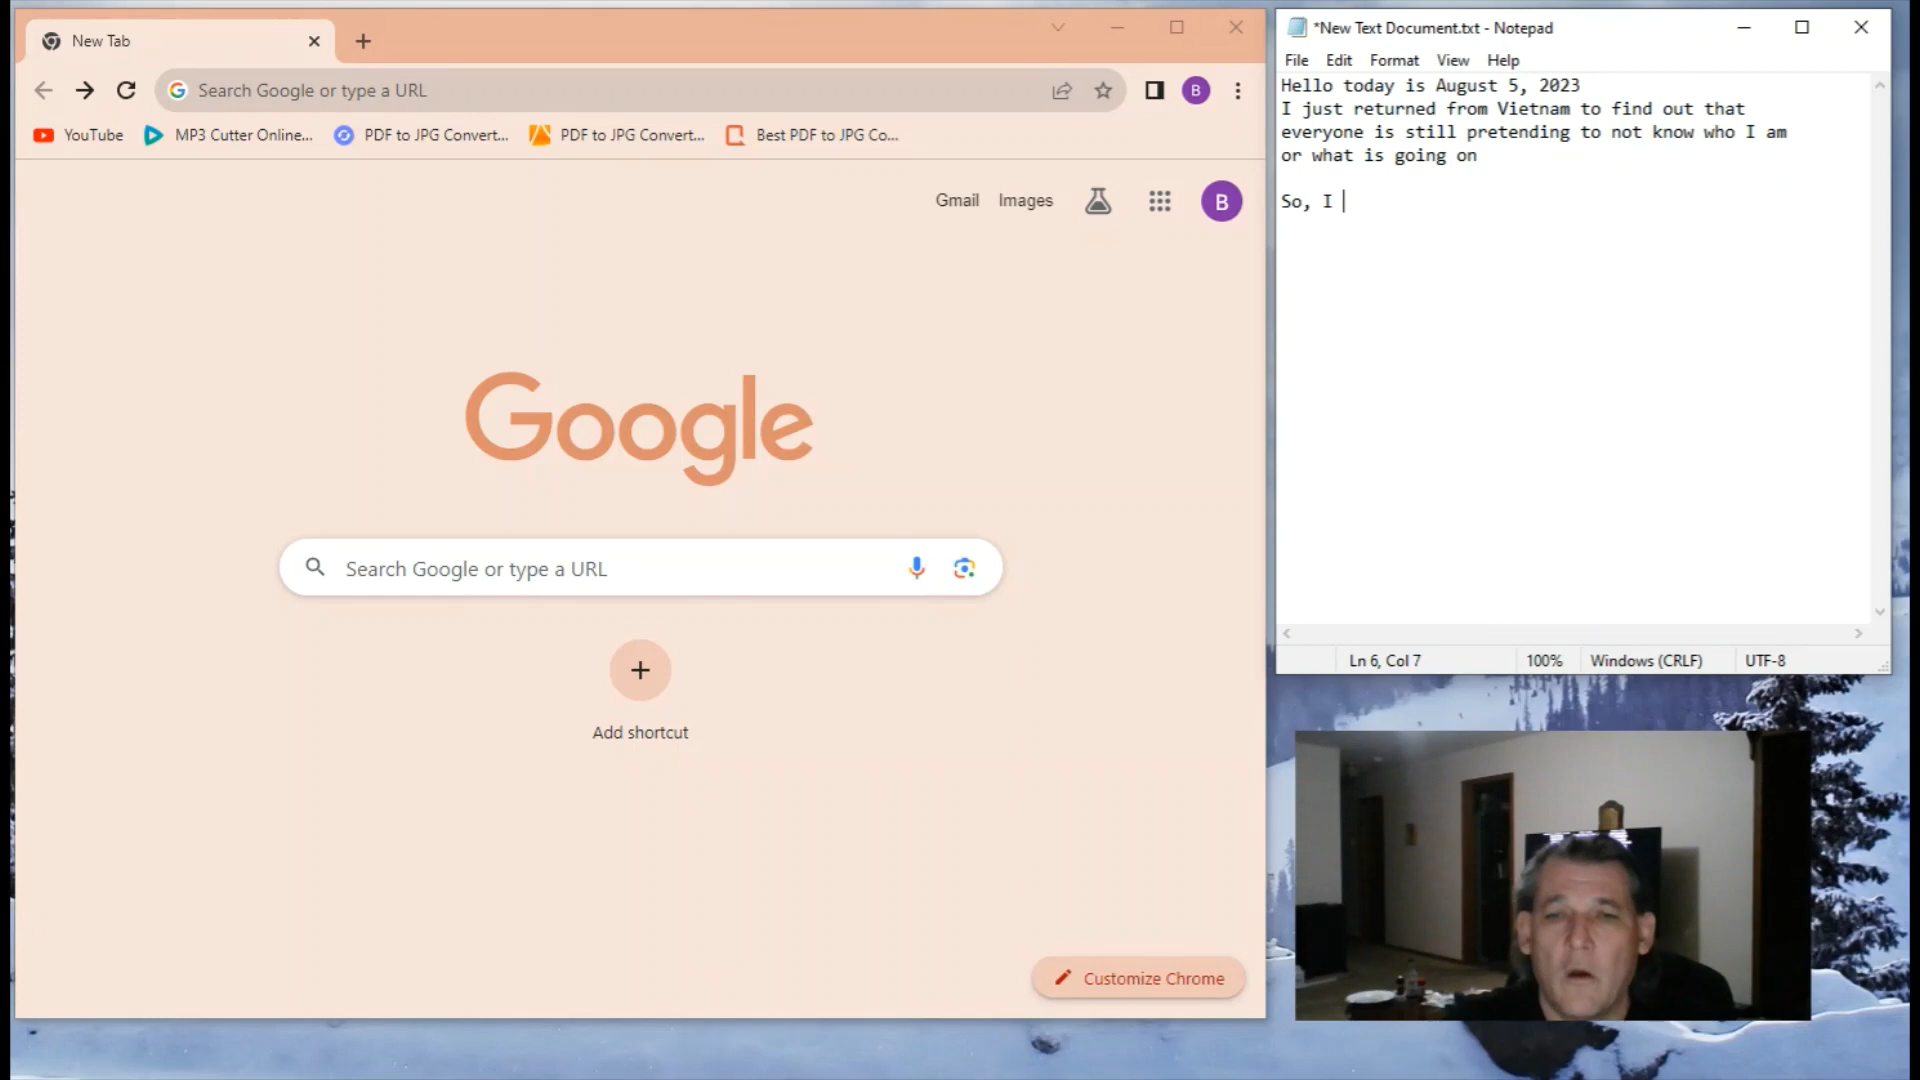 New Tab
Search Google or type a URL
B
YouTube
MP3 Cutter Online...
PDF to JPG Convert...
PDF to JPG Convert...
Best PDF to JPG Co...
Gmail
Images
B
Google
Search Google or type a URL
Add shortcut
Customize Chrome
*New Text Document.txt - Notepad
File Edit Format View Help
Hello today is August 5, 2023
I just returned from Vietnam to find out that
everyone is still pretending to not know who I am
or what is going on
So, I
Ln 6, Col 7
100%
Windows (CRLF)
UTF-8